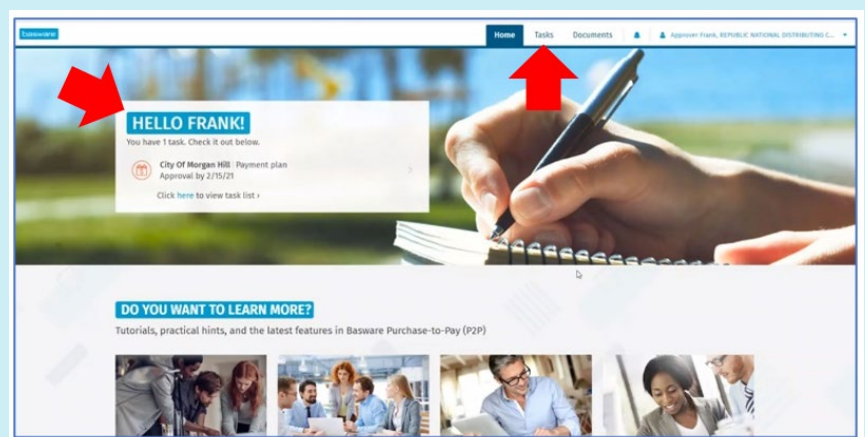 basware
Home Tasks Documents Approver Frank, REPUBLIC NATIONAL DISTRIBUTING C...
HELLO FRANK!
You have 1 task. Check it out below.
City Of Morgan Hill Payment plan
Approval by 2/15/21
Click here to view task list ›
DO YOU WANT TO LEARN MORE?
Tutorials, practical hints, and the latest features in Basware Purchase-to-Pay (P2P)